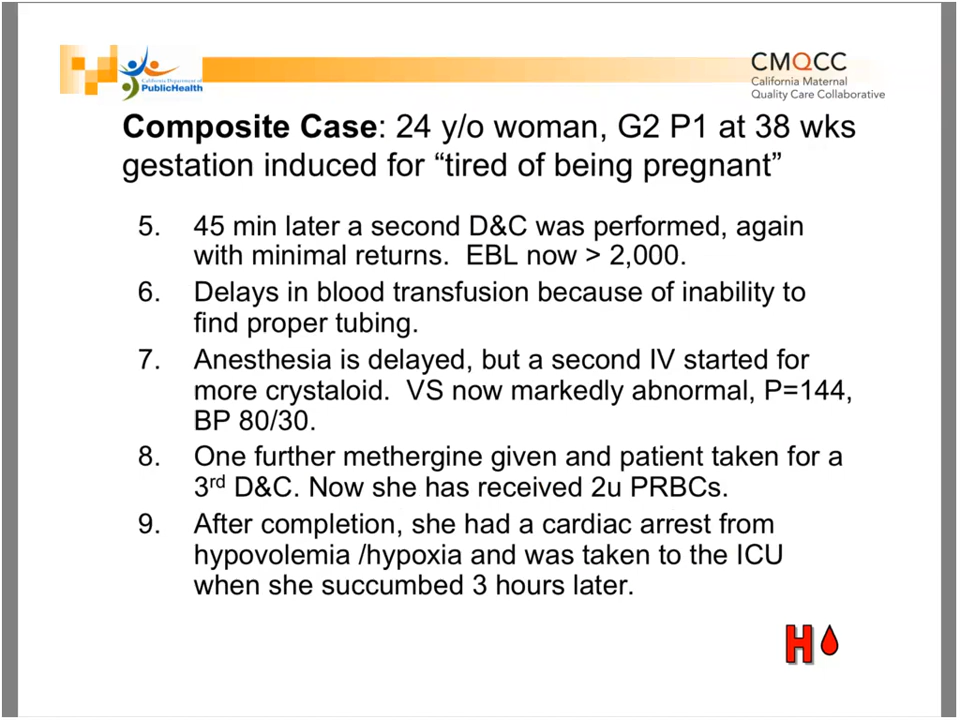 California Department of
PublicHealth
CMQCC
California Maternal
Quality Care Collaborative
Composite Case: 24 y/o woman, G2 P1 at 38 wks
gestation induced for “tired of being pregnant”
5. 45 min later a second D&C was performed, again
with minimal returns. EBL now > 2,000.
6. Delays in blood transfusion because of inability to
find proper tubing.
7. Anesthesia is delayed, but a second IV started for
more crystaloid. VS now markedly abnormal, P=144,
BP 80/30.
8. One further methergine given and patient taken for a
3rd D&C. Now she has received 2u PRBCs.
9. After completion, she had a cardiac arrest from
hypovolemia /hypoxia and was taken to the ICU
when she succumbed 3 hours later.
H